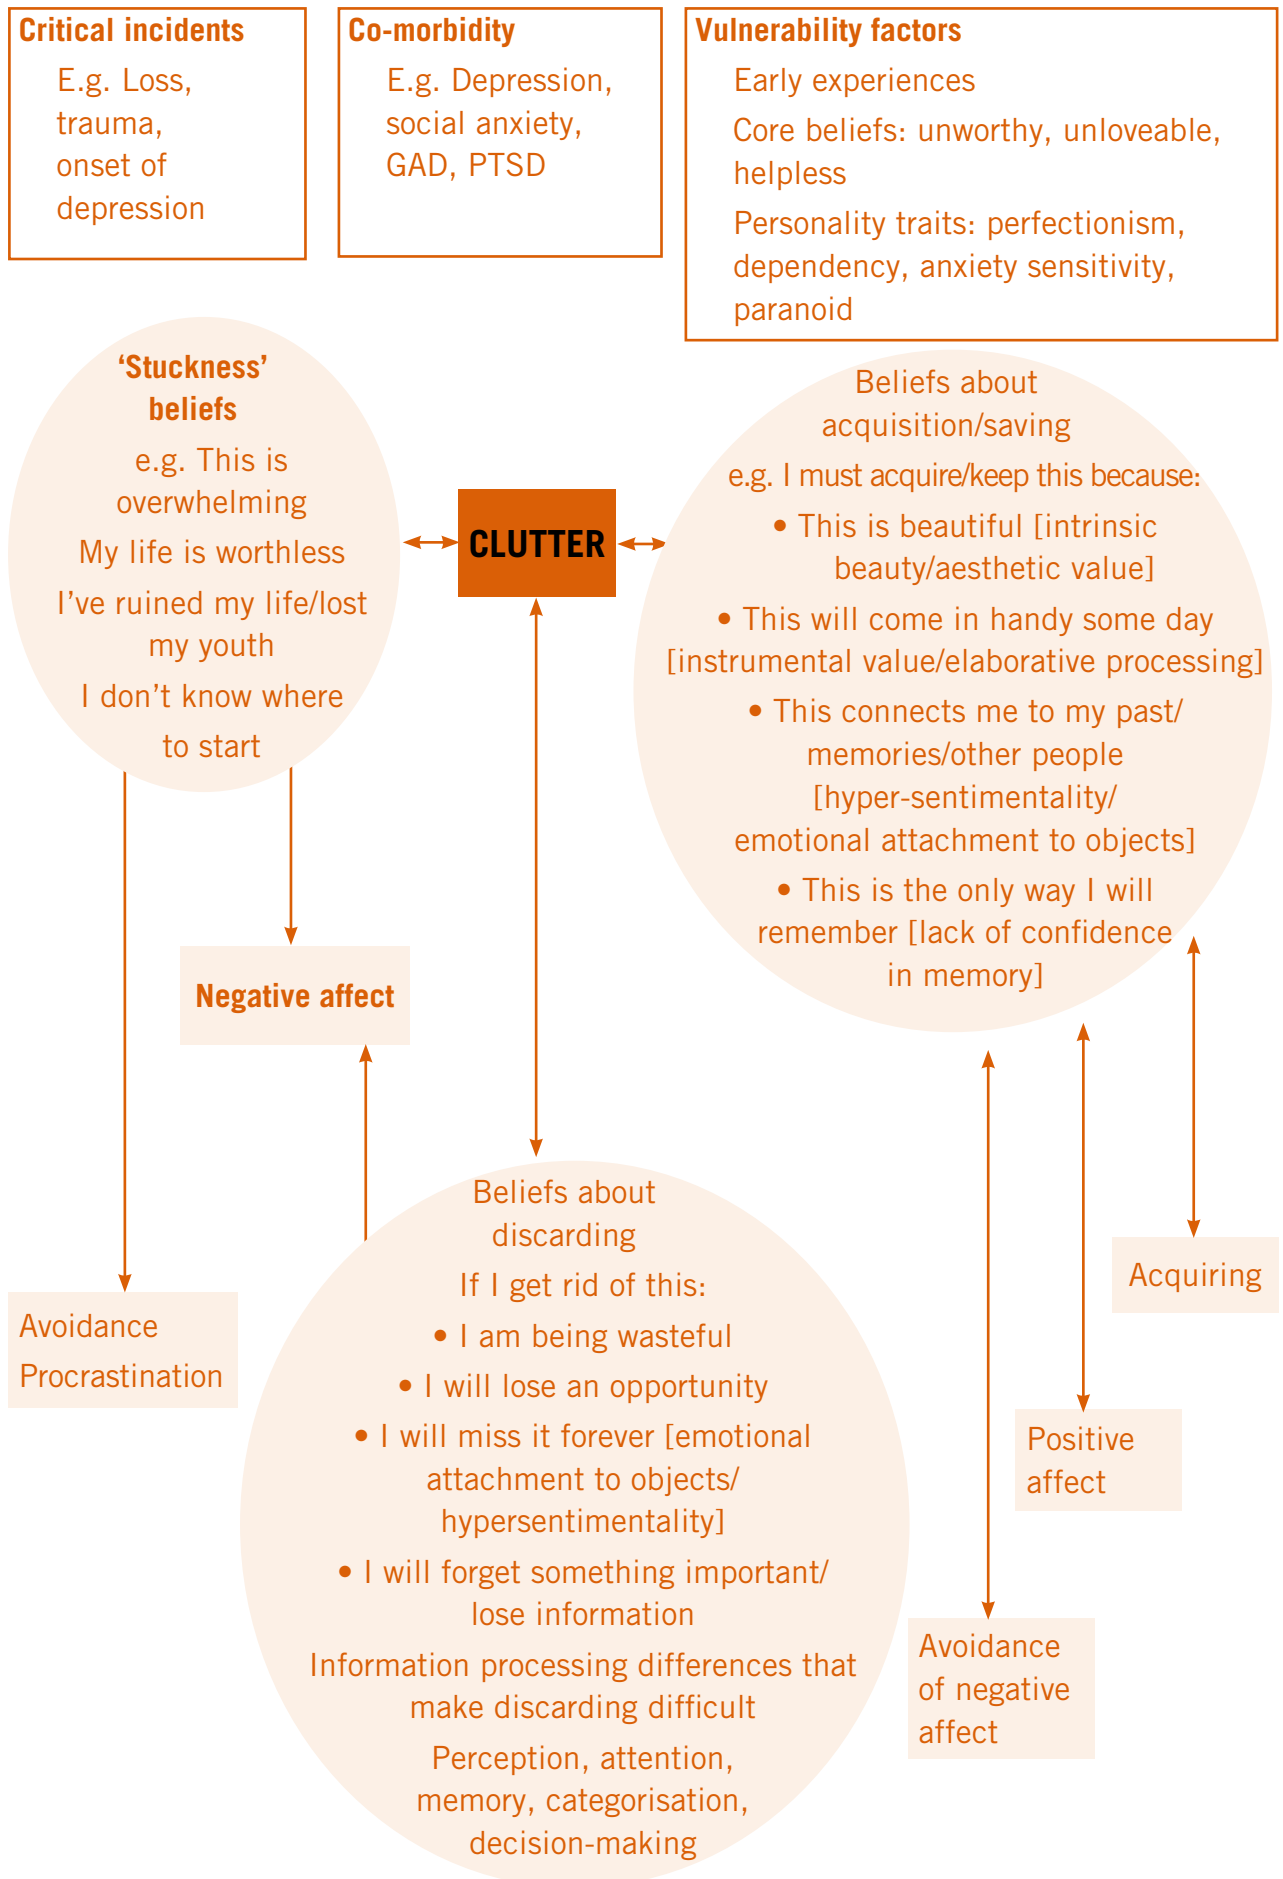 Critical incidents
E.g. Loss,
trauma,
onset of
depression
Co-morbidity
E.g. Depression,
social anxiety,
GAD, PTSD
Vulnerability factors
Early experiences
Core beliefs: unworthy, unloveable,
helpless
Personality traits: perfectionism,
dependency, anxiety sensitivity,
paranoid
‘Stuckness’
beliefs
e.g. This is
overwhelming
My life is worthless
I’ve ruined my life/lost
my youth
I don’t know where
to start
CLUTTER
Beliefs about
acquisition/saving
e.g. I must acquire/keep this because:
• This is beautiful [intrinsic
beauty/aesthetic value]
• This will come in handy some day
[instrumental value/elaborative processing]
• This connects me to my past/
memories/other people
[hyper-sentimentality/
emotional attachment to objects]
• This is the only way I will
remember [lack of confidence
in memory]
Negative affect
Avoidance
Procrastination
Beliefs about
discarding
If I get rid of this:
• I am being wasteful
• I will lose an opportunity
• I will miss it forever [emotional
attachment to objects/
hypersentimentality]
• I will forget something important/
lose information
Information processing differences that
make discarding difficult
Perception, attention,
memory, categorisation,
decision-making
Acquiring
Positive
affect
Avoidance
of negative
affect